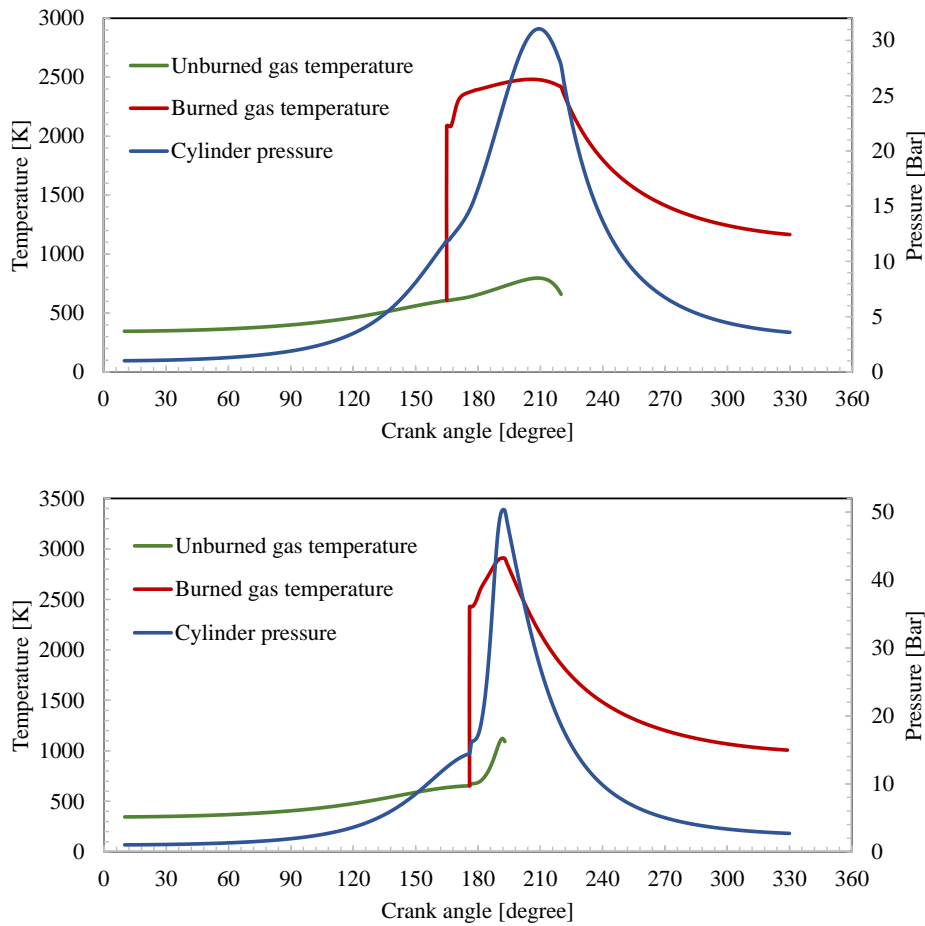 3000
2500
2000
1500
1000
500
0
Temperature [K]
Unburned gas temperature
Burned gas temperature
Cylinder pressure
30
25
20
15
10
5
0
Pressure [Bar]
0 30 60 90 120 150 180 210 240 270 300 330 360
Crank angle [degree]
3500
3000
2500
2000
1500
1000
500
0
Temperature [K]
Unburned gas temperature
Burned gas temperature
Cylinder pressure
50
40
30
20
10
0
Pressure [Bar]
0 30 60 90 120 150 180 210 240 270 300 330 360
Crank angle [degree]